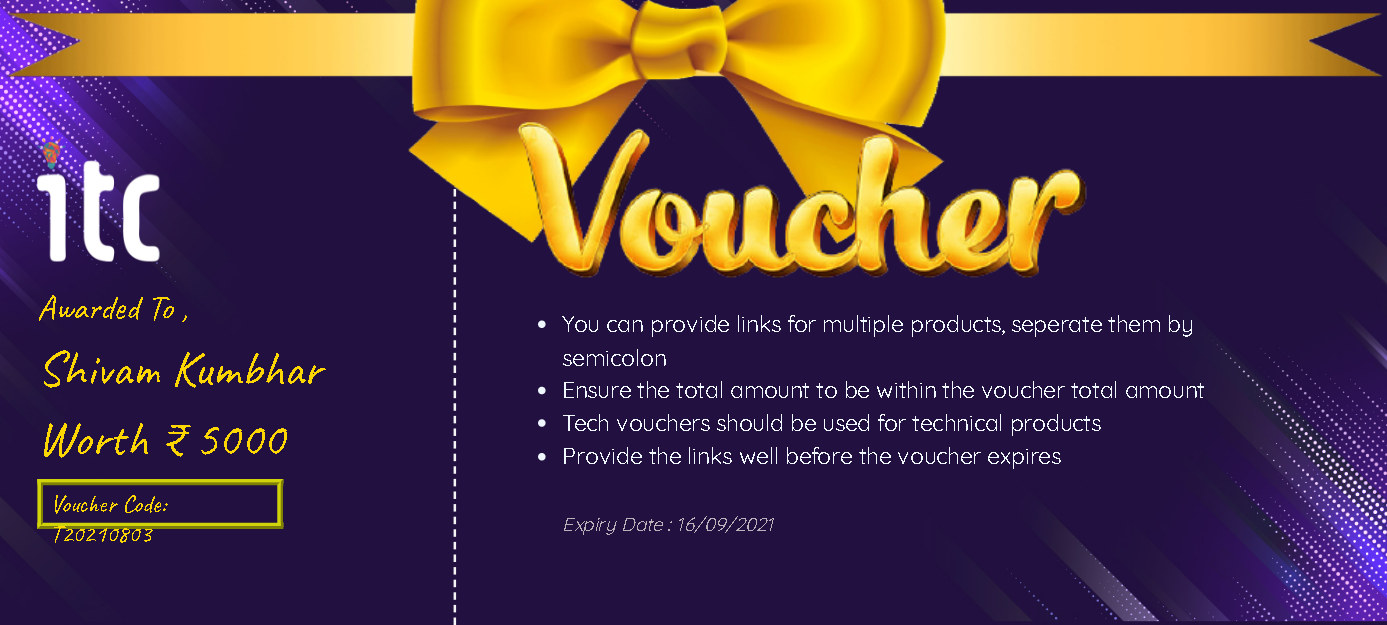 Voucher
itc
Awarded To ,
Shivam Kumbhar
Worth ₹ 5000
Voucher Code:
T20210803
• You can provide links for multiple products, seperate them by
semicolon
• Ensure the total amount to be within the voucher total amount
• Tech vouchers should be used for technical products
• Provide the links well before the voucher expires
Expiry Date : 16/09/2021